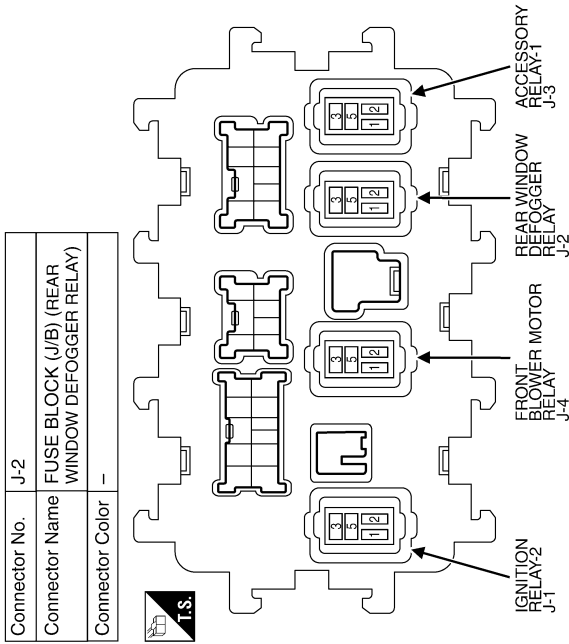 Connector No. J-2
Connector Name FUSE BLOCK (J/B) (REAR
WINDOW DEFOGGER RELAY)
Connector Color –
T.S.
3
5
2
1
3
5
2
1
3
5
2
1
3
5
2
1
IGNITION
RELAY-2
J-1
FRONT
BLOWER MOTOR
RELAY
J-4
REAR WINDOW
DEFOGGER
RELAY
J-2
ACCESSORY
RELAY-1
J-3